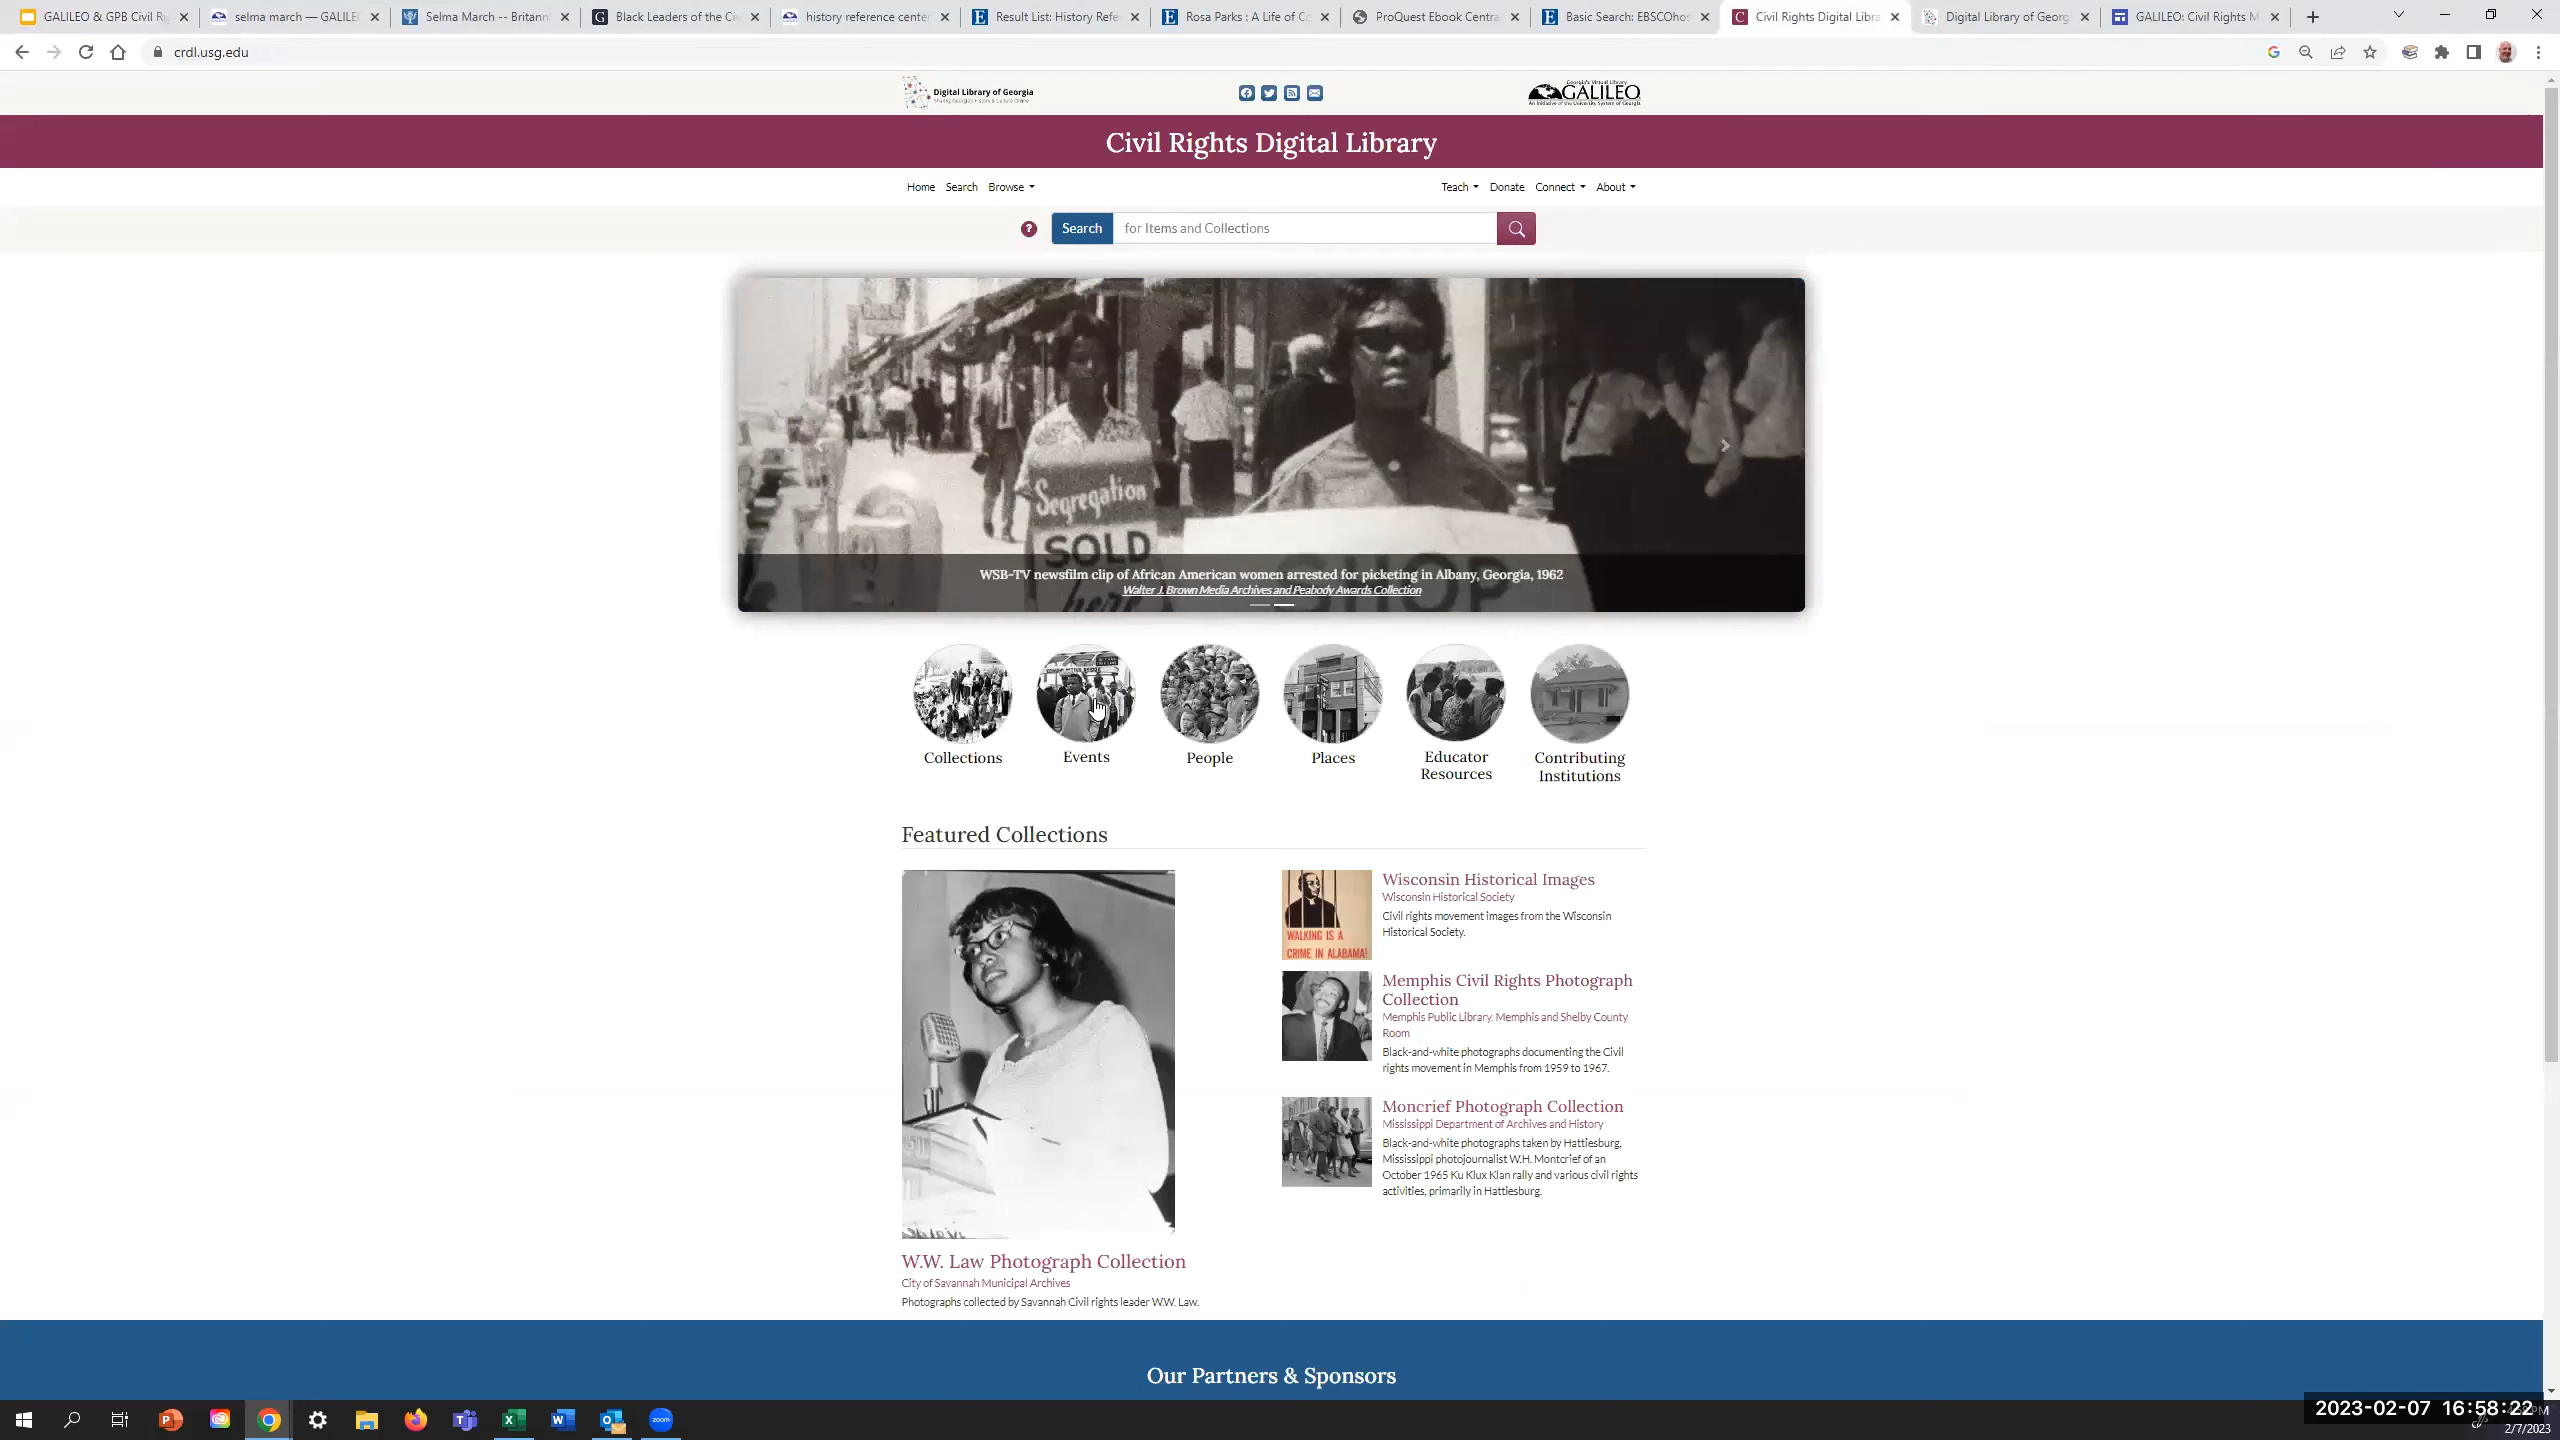 GALILEO & GPB Civil Ri
selma march — GALILE
Selma March -- Britann
Black Leaders of the Ci
history reference center
Result List: History Refe
Rosa Parks : A Life of Co
ProQuest Ebook Centra
Basic Search: EBSCOhos
Civil Rights Digital Libra
Digital Library of Georg
GALILEO: Civil Rights M
crdl.usg.edu
Digital Library of Georgia
Georgia's Virtual Library
GALILEO
An Initiative of the University System of Georgia
Civil Rights Digital Library
Home Search Browse
Teach Donate Connect About
? Search for Items and Collections
Segregation
SOLD
here
WSB-TV newsfilm clip of African American women arrested for picketing in Albany, Georgia, 1962
Walter J. Brown Media Archives and Peabody Awards Collection
Collections
Events
People
Places
Educator
Resources
Contributing
Institutions
Featured Collections
W.W. Law Photograph Collection
City of Savannah Municipal Archives
Photographs collected by Savannah Civil rights leader W.W. Law.
WALKING IS A
CRIME IN ALABAMA!
Wisconsin Historical Images
Wisconsin Historical Society
Civil rights movement images from the Wisconsin
Historical Society.
Memphis Civil Rights Photograph
Collection
Memphis Public Library. Memphis and Shelby County
Room
Black-and-white photographs documenting the Civil
rights movement in Memphis from 1959 to 1967.
Moncrief Photograph Collection
Mississippi Department of Archives and History
Black-and-white photographs taken by Hattiesburg,
Mississippi photojournalist W.H. Montcrief of an
October 1965 Ku Klux Klan rally and various civil rights
activities, primarily in Hattiesburg.
Our Partners & Sponsors
zoom
2023-02-07 16:58:22
2/7/2023